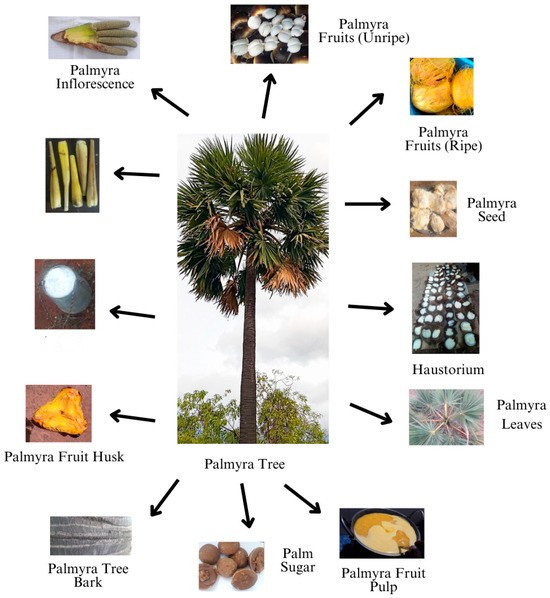 Palmyra
Fruits (Unripe)
Palmyra
Inflorescence
Palmyra
Fruits (Ripe)
Palmyra
Seed
Haustorium
Palmyra
Leaves
Palmyra Fruit Husk
Palmyra Tree
Palmyra Tree
Bark
Palm
Sugar
Palmyra Fruit
Pulp